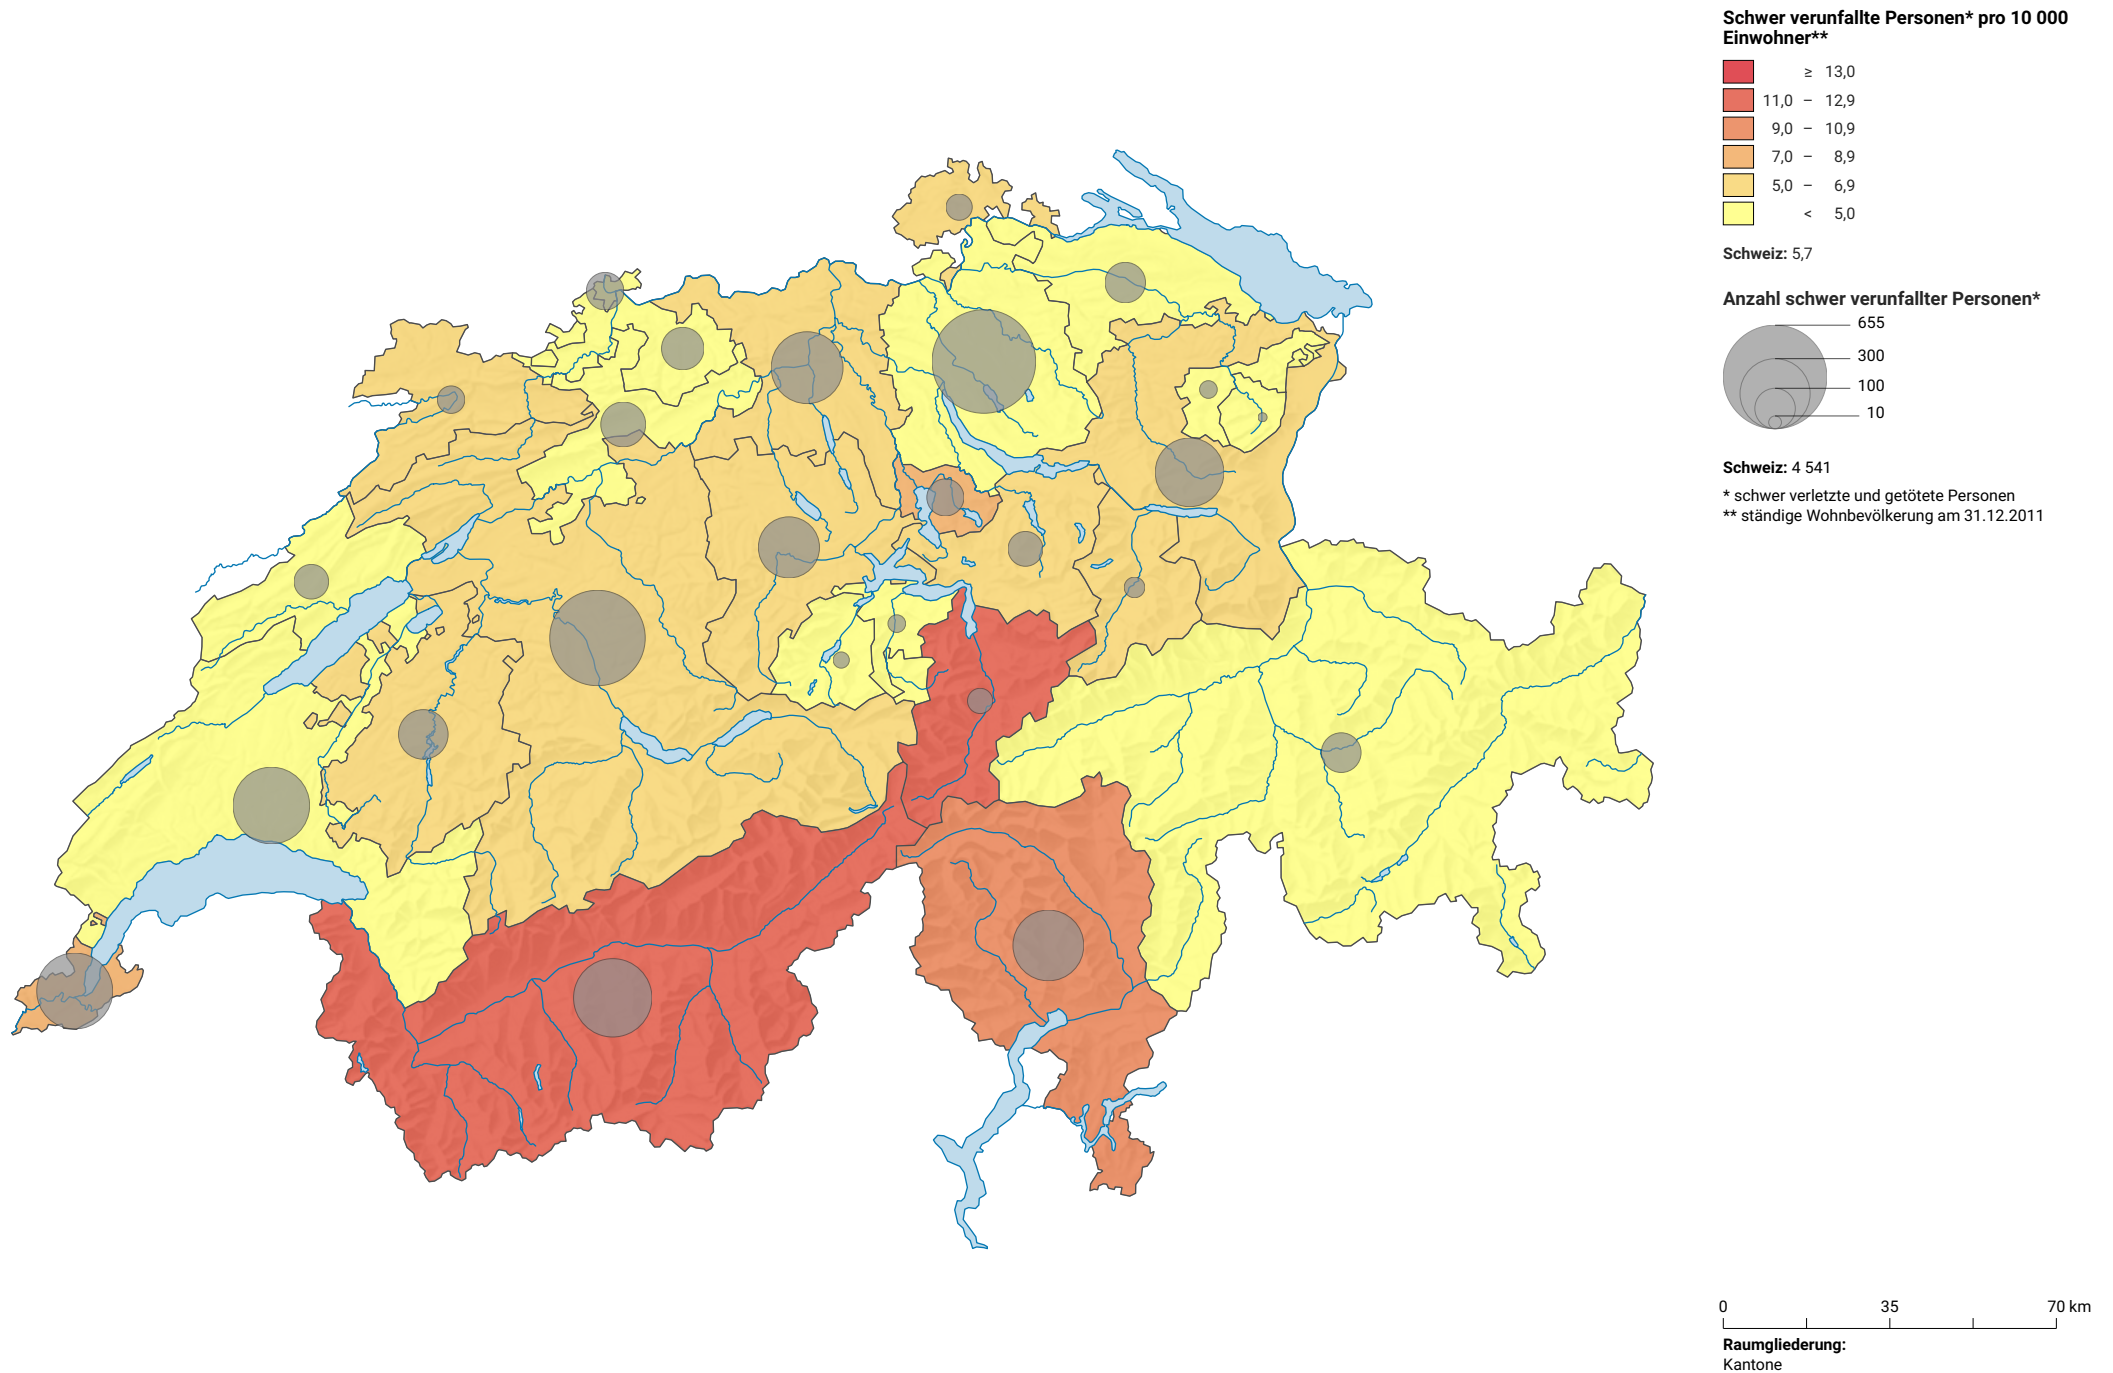 Schwer verunfallte Personen* pro 10 000
Einwohner**
≥ 13,0
11,0 – 12,9
9,0 – 10,9
7,0 – 8,9
5,0 – 6,9
< 5,0
Schweiz: 5,7
Anzahl schwer verunfallter Personen*
655
300
100
10
Schweiz: 4 541
* schwer verletzte und getötete Personen
** ständige Wohnbevölkerung am 31.12.2011
0 35 70 km
Raumgliederung:
Kantone